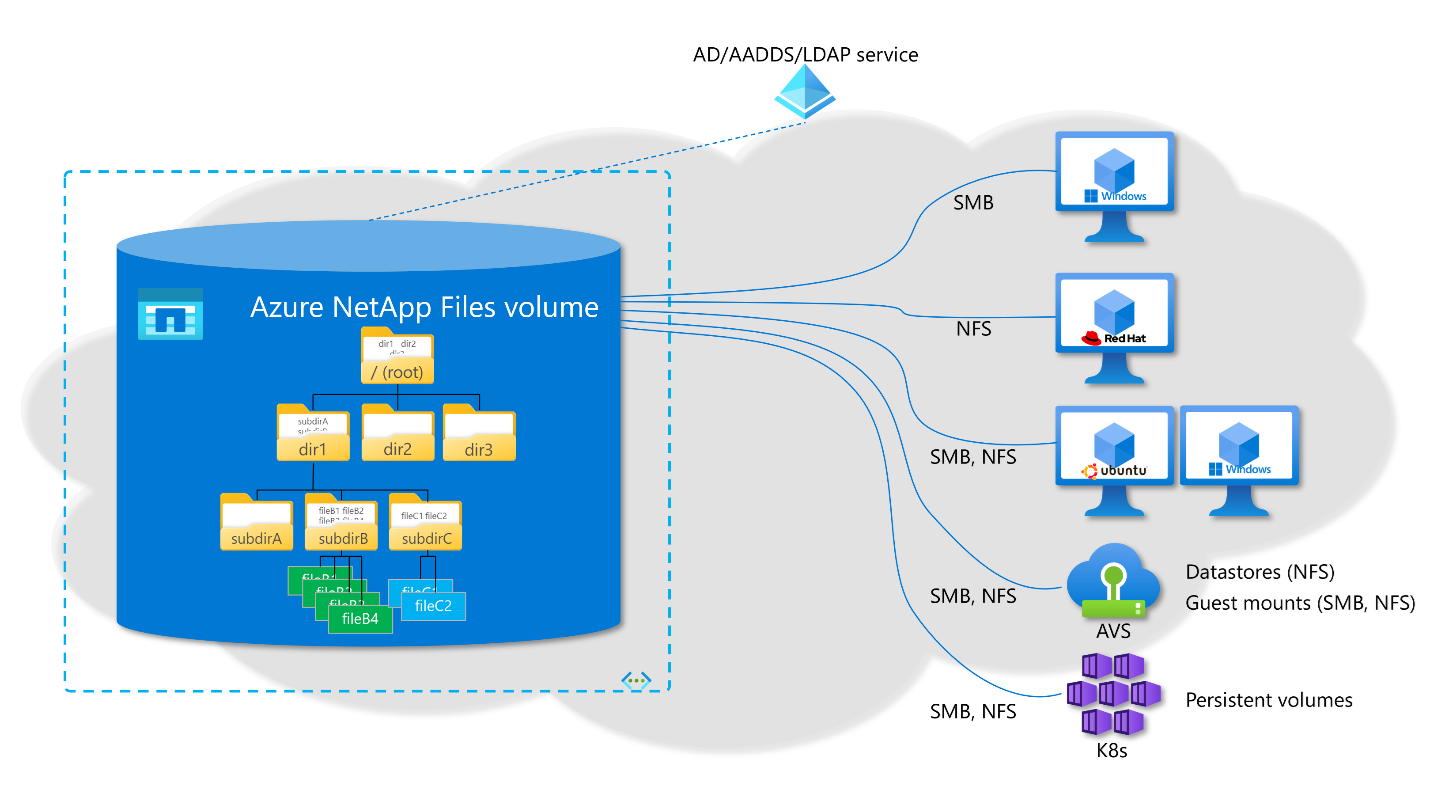 AD/AADDS/LDAP service
Windows
SMB
Azure NetApp Files volume
NFS
Red Hat
dir1 dir2
/ (root)
subdirA
dir1
dir2
dir3
SMB, NFS
ubuntu
Windows
fileB1 fileB2
fileC1 fileC2
subdirA
subdirB
subdirC
fileB4
fileC2
SMB, NFS
Datastores (NFS)
Guest mounts (SMB, NFS)
AVS
SMB, NFS
Persistent volumes
K8s